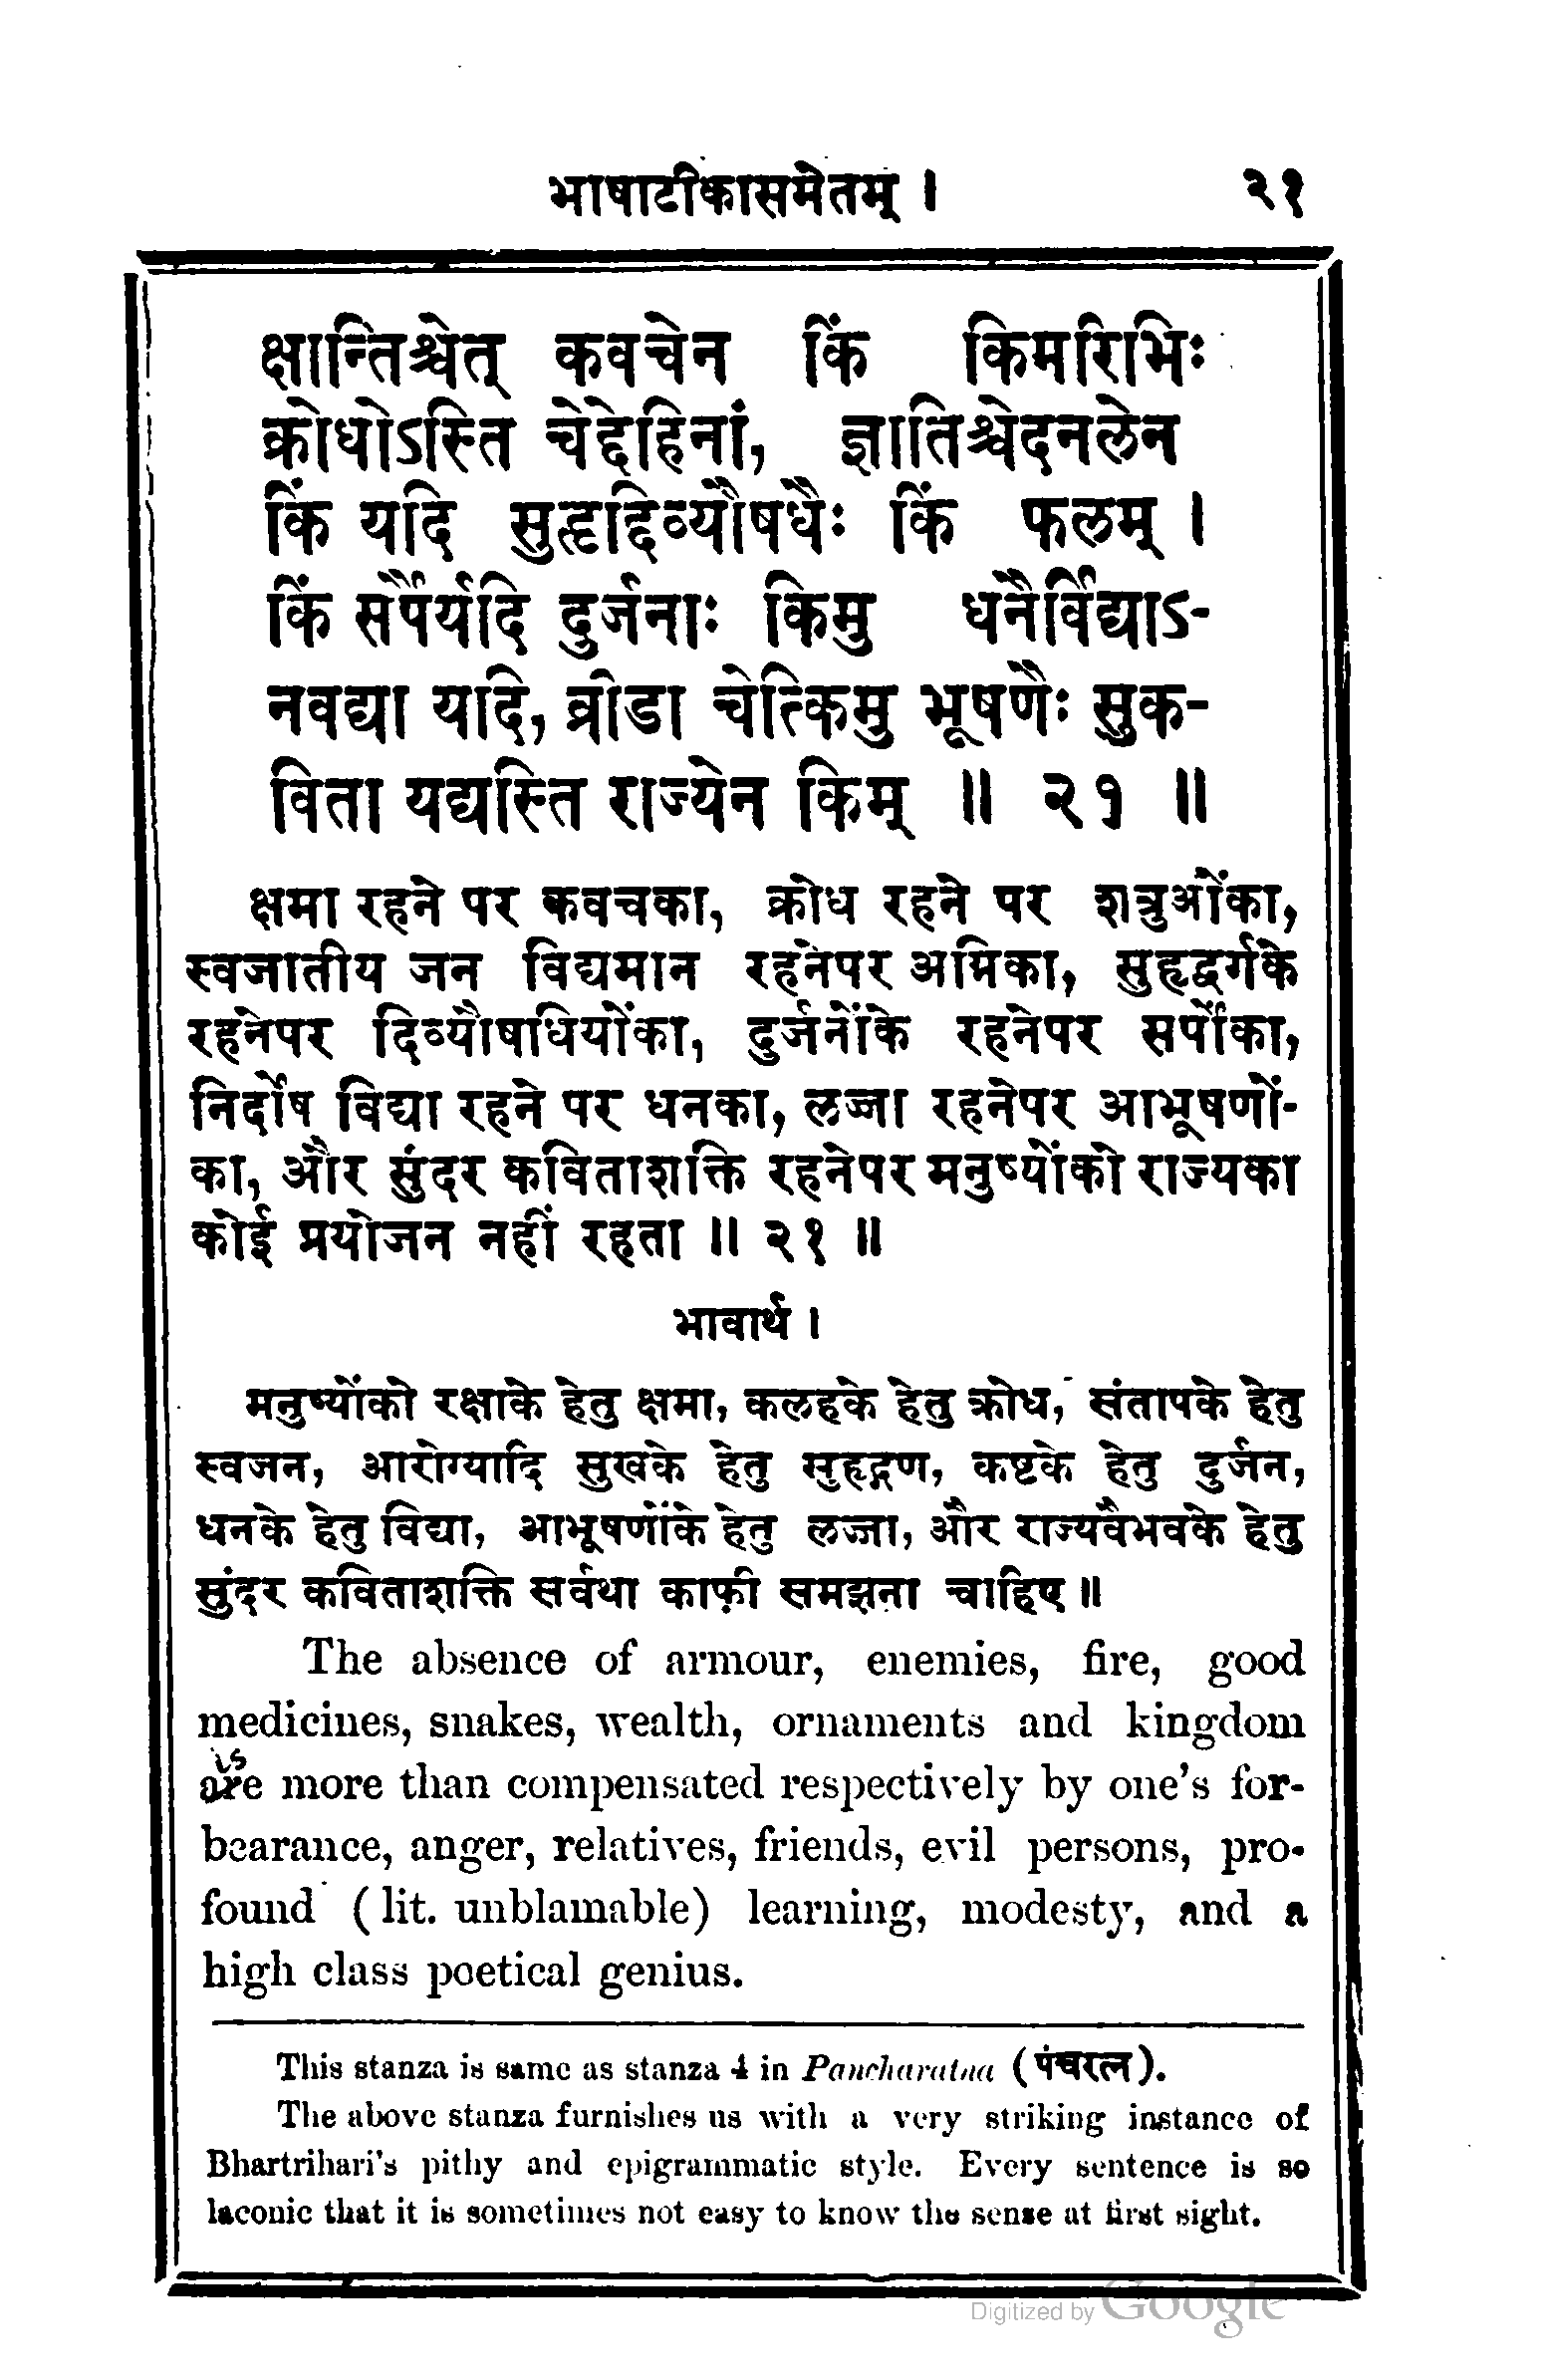 भाषाटीकासमेतम् । २१
क्षान्तिश्चेत् कवचेन किं किमरिभिः
क्रोधोऽस्ति चेद्देहिनां, ज्ञातिश्चेदनलेन
किं यदि सुहृद्दिव्यौषधैः किं फलम् ।
किं सर्पैर्यदि दुर्जनाः किमु धनैर्विद्याऽ-
नवद्या यदि, व्रीडा चेत्किमु भूषणैः सुक-
विता यद्यस्ति राज्येन किम् ॥ २१ ॥
क्षमा रहने पर कवचका, क्रोध रहने पर शत्रुओंका,
स्वजातीय जन विद्यमान रहनेपर अग्निका, सुहृद्वर्गके
रहनेपर दिव्यौषधियोंका, दुर्जनोंके रहनेपर सर्पोंका,
निर्दोष विद्या रहने पर धनका, लज्जा रहनेपर आभूषणों-
का, और सुंदर कविताशक्ति रहनेपर मनुष्योंको राज्यका
कोई प्रयोजन नहीं रहता ॥ २१ ॥
भावार्थ ।
मनुष्योंको रक्षाके हेतु क्षमा, कलहके हेतु क्रोध, संतापके हेतु
स्वजन, आरोग्यादि सुखके हेतु सुहृद्गण, कष्टके हेतु दुर्जन,
धनके हेतु विद्या, आभूषणोंके हेतु लज्जा, और राज्यवैभवके हेतु
सुंदर कविताशक्ति सर्वथा काफ़ी समझना चाहिए ॥
The absence of armour, enemies, fire, good
medicines, snakes, wealth, ornaments and kingdom
is
are more than compensated respectively by one's for-
bearance, anger, relatives, friends, evil persons, pro-
found (lit. unblamable) learning, modesty, and a
high class poetical genius.
This stanza is same as stanza 4 in Pancharatna (पंचरत्न).
The above stanza furnishes us with a very striking instance of
Bhartrihari's pithy and epigrammatic style. Every sentence is so
laconic that it is sometimes not easy to know the sense at first sight.
Digitized by Google